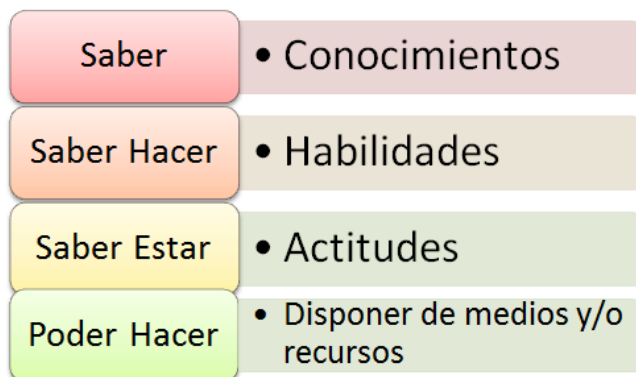 Saber
• Conocimientos
Saber Hacer
• Habilidades
Saber Estar
• Actitudes
Poder Hacer
• Disponer de medios y/o
recursos